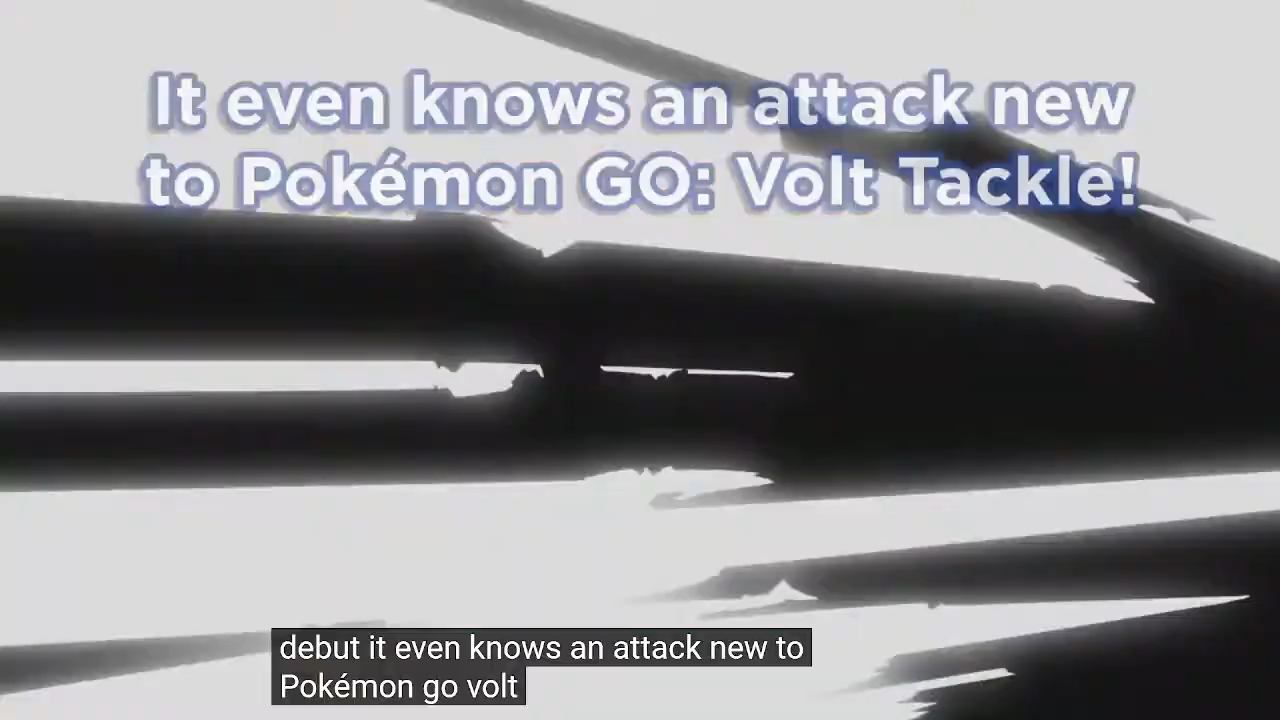 It even knows an attack new
to Pokémon GO: Volt Tackle!
debut it even knows an attack new to
Pokémon go volt